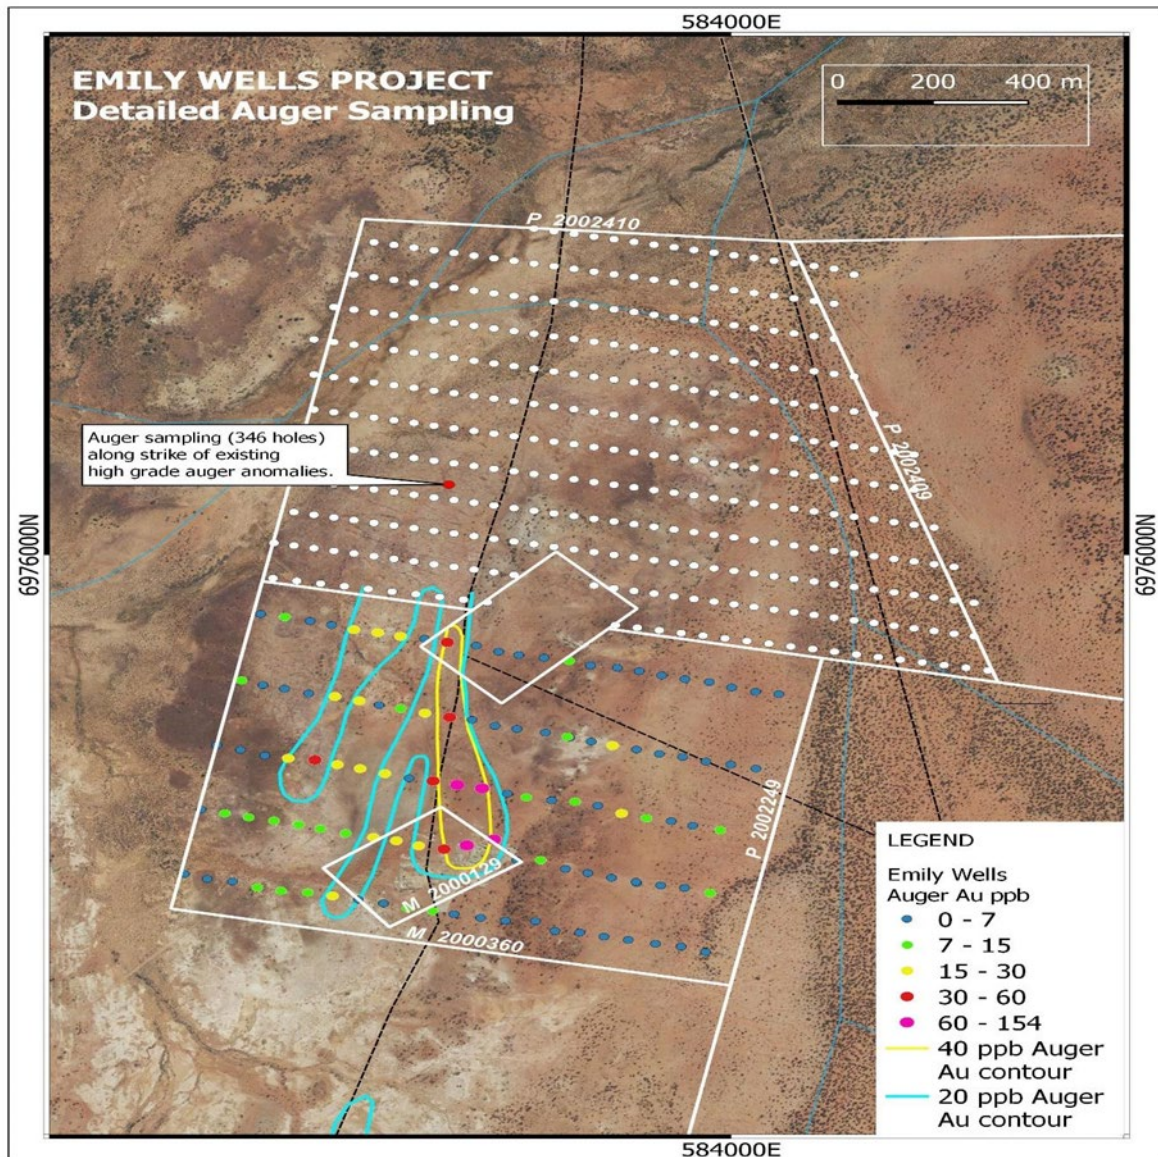 584000E
EMILY WELLS PROJECT
Detailed Auger Sampling
0 200 400 m
P 2002410
P 2002409
Auger sampling (346 holes)
along strike of existing
high grade auger anomalies.
6976000N
6976000N
P 2002249
M 2000129
M 2000360
LEGEND
Emily Wells
Auger Au ppb
0 - 7
7 - 15
15 - 30
30 - 60
60 - 154
40 ppb Auger
Au contour
20 ppb Auger
Au contour
584000E